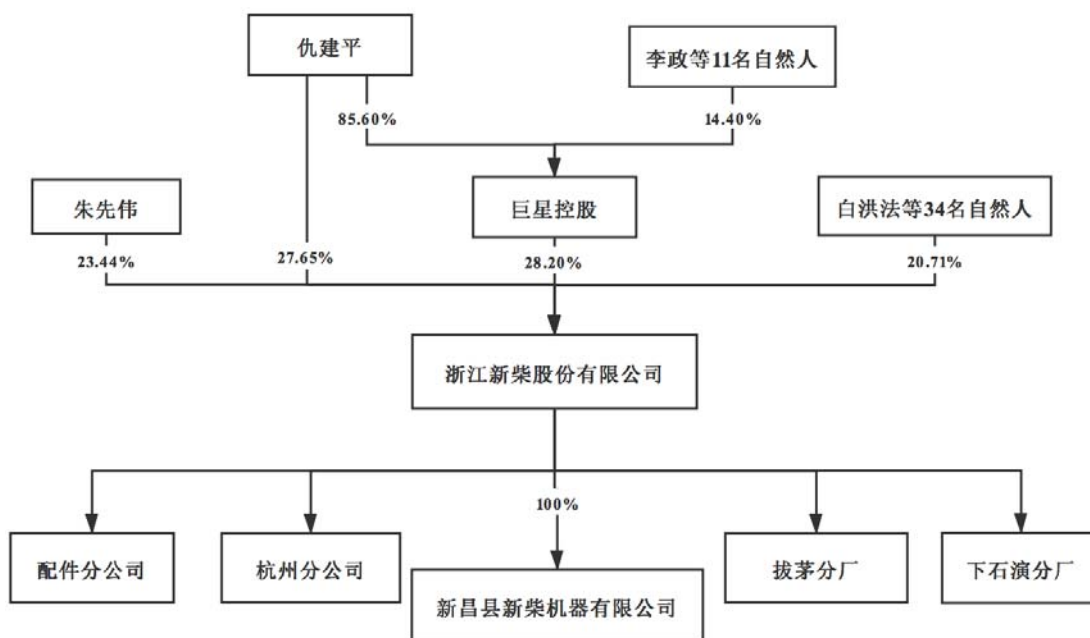 仇建平
李政等11名自然人
85.60%
14.40%
朱先伟
巨星控股
白洪法等34名自然人
23.44%
27.65%
28.20%
20.71%
浙江新柴股份有限公司
100%
配件分公司
杭州分公司
新昌县新柴机器有限公司
拔茅分厂
下石演分厂